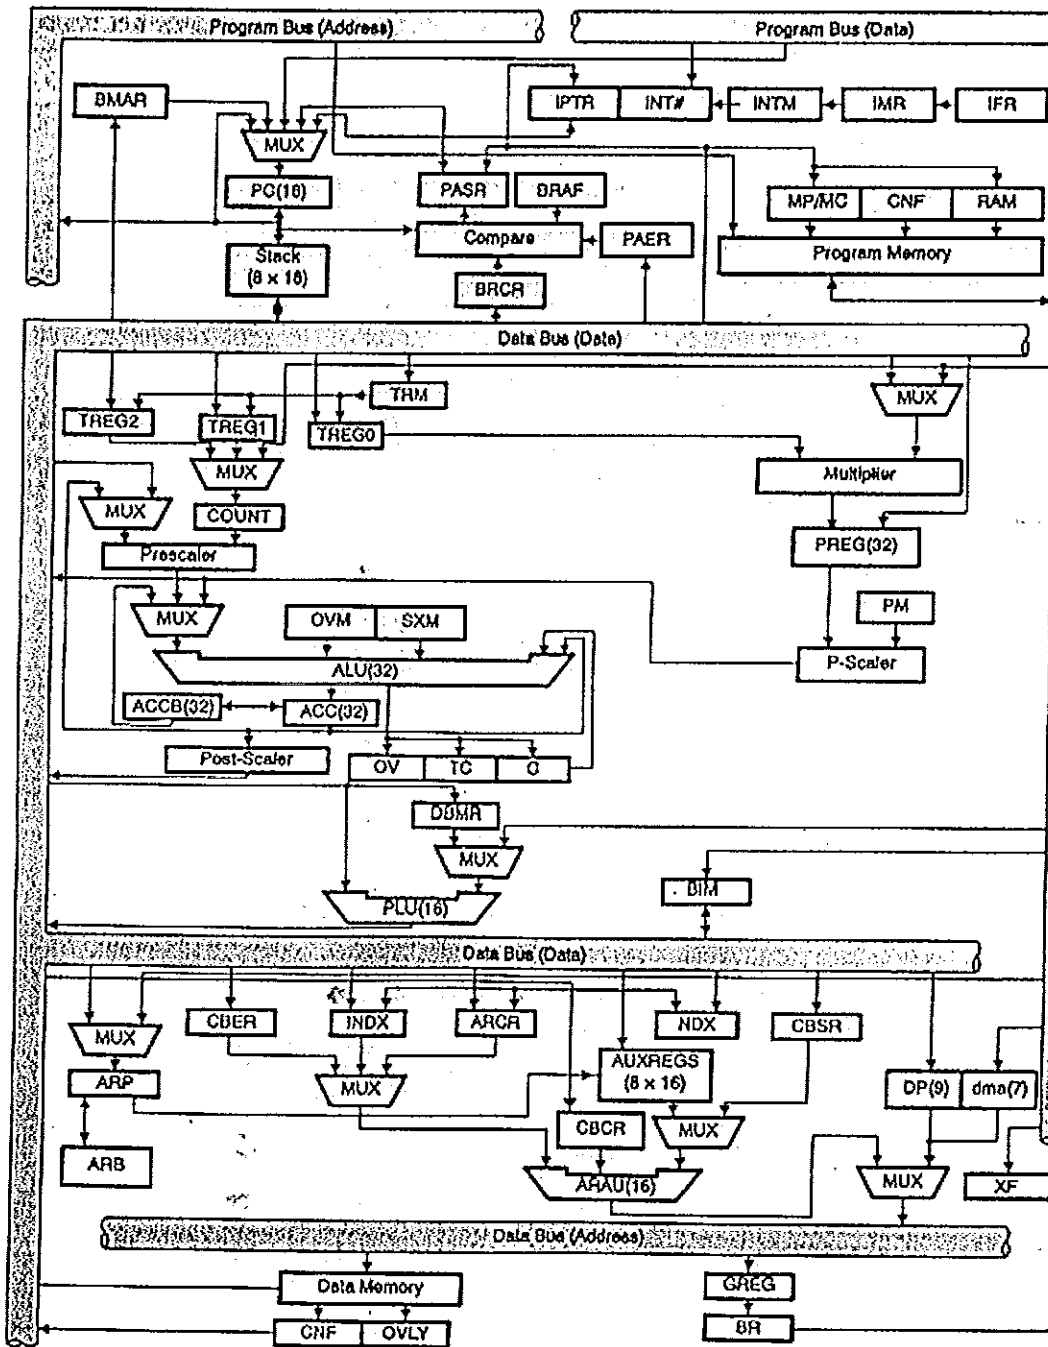 Program Bus (Address)
Program Bus (Data)
BMAR
IPTR
INT#
INTM
IMR
IFR
MUX
PC(16)
PASR
BRAF
MP/MC
CNF
RAM
Compare
PAER
Program Memory
Stack
(8 × 16)
BRCR
Data Bus (Data)
TRM
MUX
TREG2
TREG1
TREG0
MUX
Multiplier
MUX
COUNT
Prescaler
PREG(32)
MUX
OVM
SXM
PM
ALU(32)
P-Scaler
ACCB(32)
ACC(32)
Post-Scaler
OV
TC
C
DBMR
MUX
BIM
PLU(16)
Data Bus (Data)
MUX
CBER
INDX
ARCR
NDX
CBSR
ARP
MUX
AUXREGS
(8 × 16)
DP(9)
dma(7)
CBCR
MUX
ARB
ARAU(16)
MUX
XF
Data Bus (Address)
Data Memory
GREG
CNF
OVLY
BR